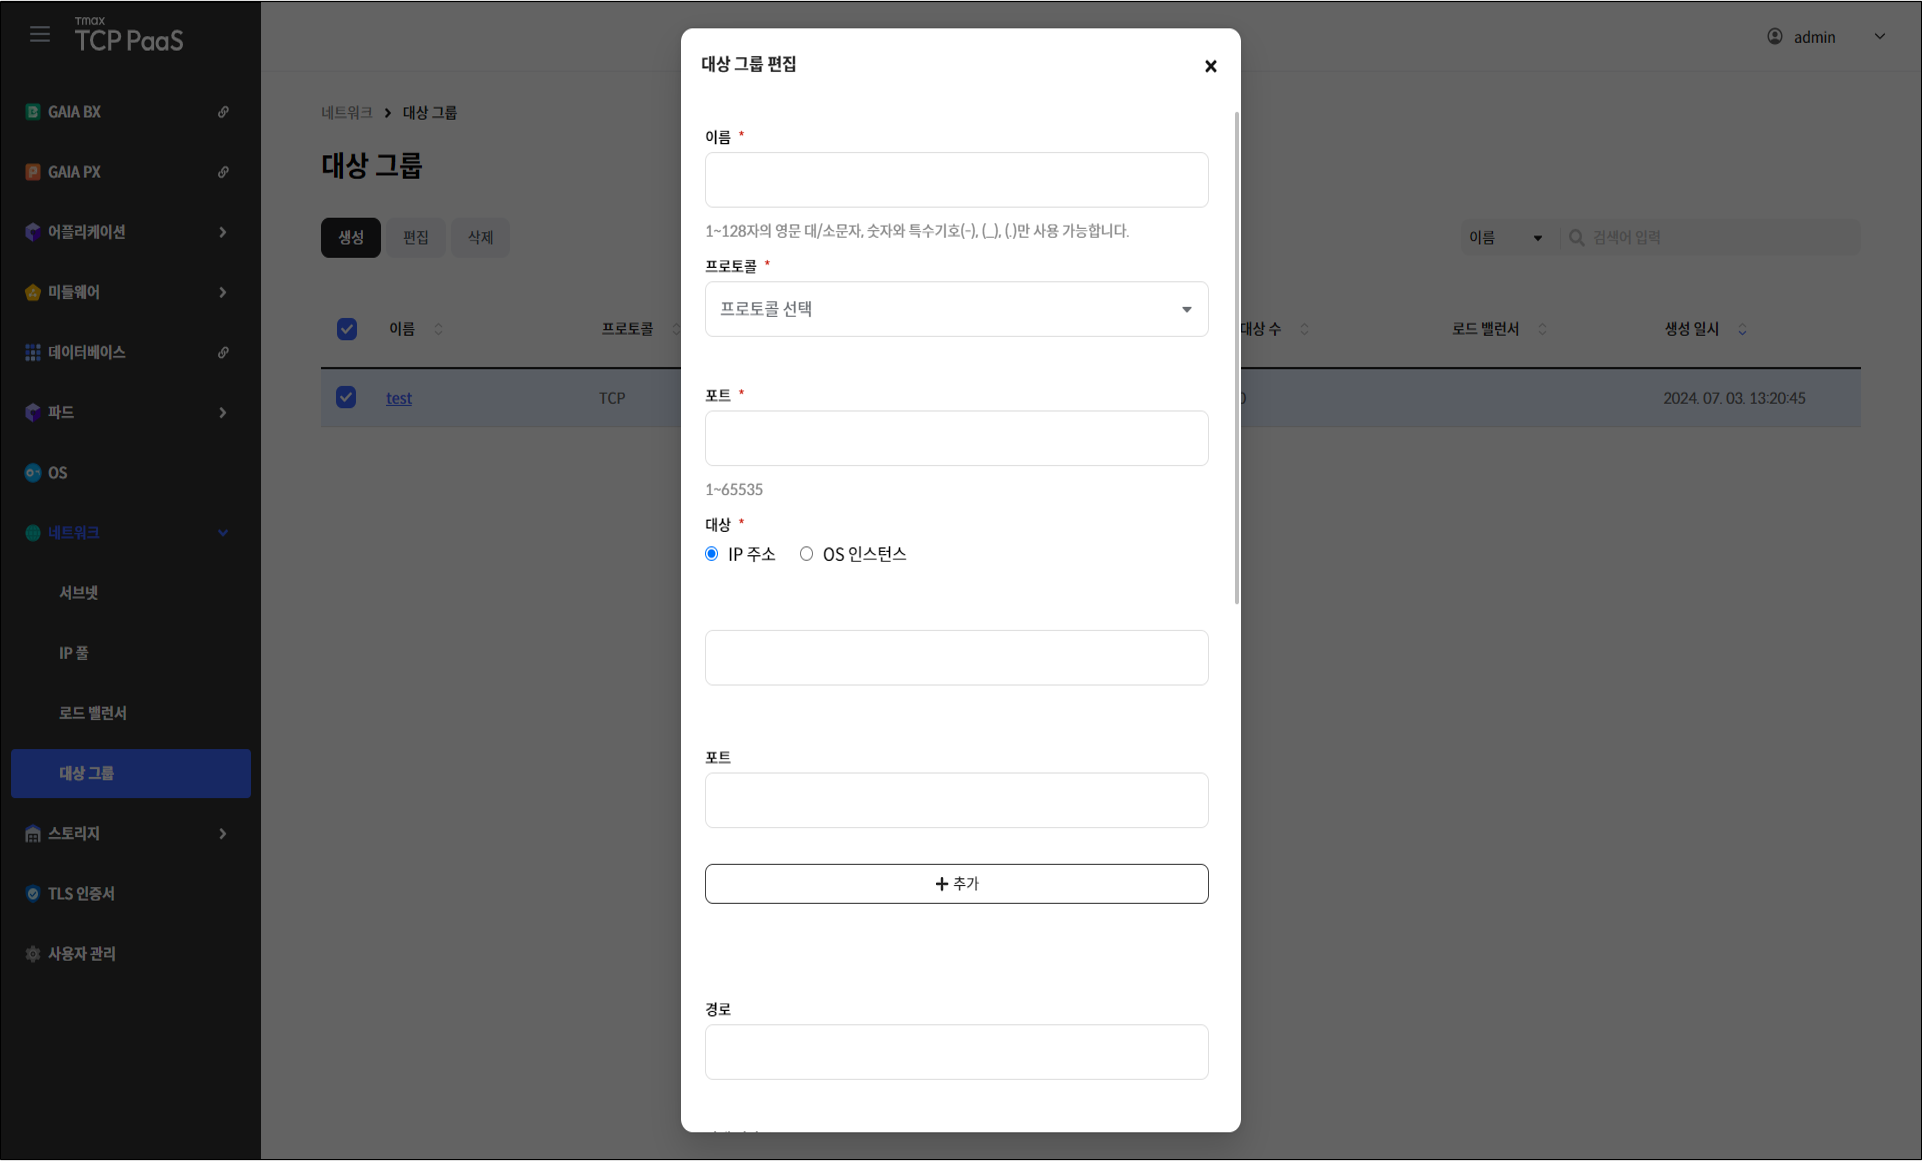 Tmax
TCP PaaS
admin
GAIA BX
GAIA PX
어플리케이션
미들웨어
데이터베이스
파드
OS
네트워크
서브넷
IP 풀
로드 밸런서
대상 그룹
스토리지
TLS 인증서
사용자 관리
네트워크 > 대상 그룹
대상 그룹
생성 편집 삭제
이름 검색어 입력
이름 프로토콜 대상 수 로드 밸런서 생성 일시
test TCP 2024. 07. 03. 13:20:45
대상 그룹 편집
이름 *
1~128자의 영문 대/소문자, 숫자와 특수기호(-), (_), (.)만 사용 가능합니다.
프로토콜 *
프로토콜 선택
포트 *
1~65535
대상 *
IP 주소 OS 인스턴스
포트
+ 추가
경로